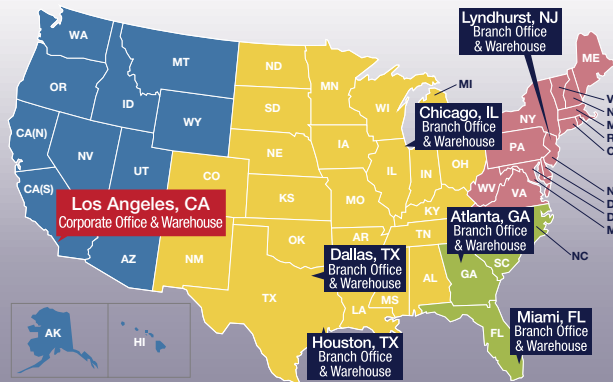 WA
MT
ND
MN
ME
OR
ID
SD
WI
MI
WY
CA(N)
NV
UT
NE
IA
NY
PA
CO
IL
IN
OH
WV
VA
CA(S)
KS
MO
KY
AZ
NM
OK
AR
TN
NC
SC
TX
LA
MS
AL
GA
FL
AK
HI
Lyndhurst, NJ
Branch Office
& Warehouse
Chicago, IL
Branch Office
& Warehouse
Los Angeles, CA
Corporate Office & Warehouse
Atlanta, GA
Branch Office
& Warehouse
Dallas, TX
Branch Office
& Warehouse
Houston, TX
Branch Office
& Warehouse
Miami, FL
Branch Office
& Warehouse